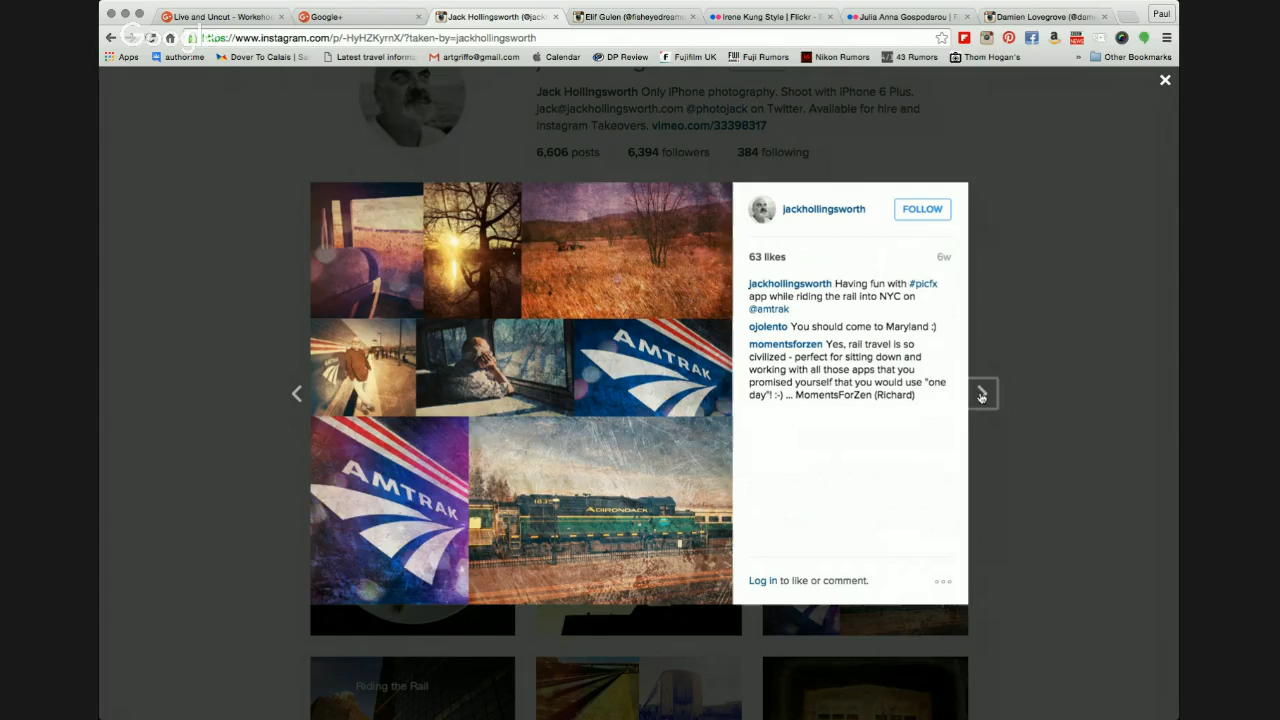 Live and Uncut - Worksho
Google+
Jack Hollingsworth (@jack
Elif Gulen (@fisheyedream
Irene Kung Style | Flickr -
Julia Anna Gospodarou |
Damien Lovegrove (@dam
Paul
https://www.instagram.com/p/-HyHZKyrnX/?taken-by=jackhollingsworth
Apps
author:me
Dover To Calais | Sa
Latest travel inform
artgriffo@gmail.com
Calendar
DP Review
Fujifilm UK
Fuji Rumors
Nikon Rumors
43 Rumors
Thom Hogan's
»
Other Bookmarks
Jack Hollingsworth Only iPhone photography. Shoot with iPhone 6 Plus.
jack@jackhollingsworth.com @photojack on Twitter. Available for hire and
Instagram Takeovers. vimeo.com/33398317
6,606 posts 6,394 followers 384 following
jackhollingsworth
FOLLOW
63 likes
6w
jackhollingsworth Having fun with #picfx
app while riding the rail into NYC on
@amtrak
ojolento You should come to Maryland :)
momentsforzen Yes, rail travel is so
civilized - perfect for sitting down and
working with all those apps that you
promised yourself that you would use "one
day"! :-) ... MomentsForZen (Richard)
AMTRAK
AMTRAK
1835
ADIRONDACK
Log in to like or comment.
Riding the Rail